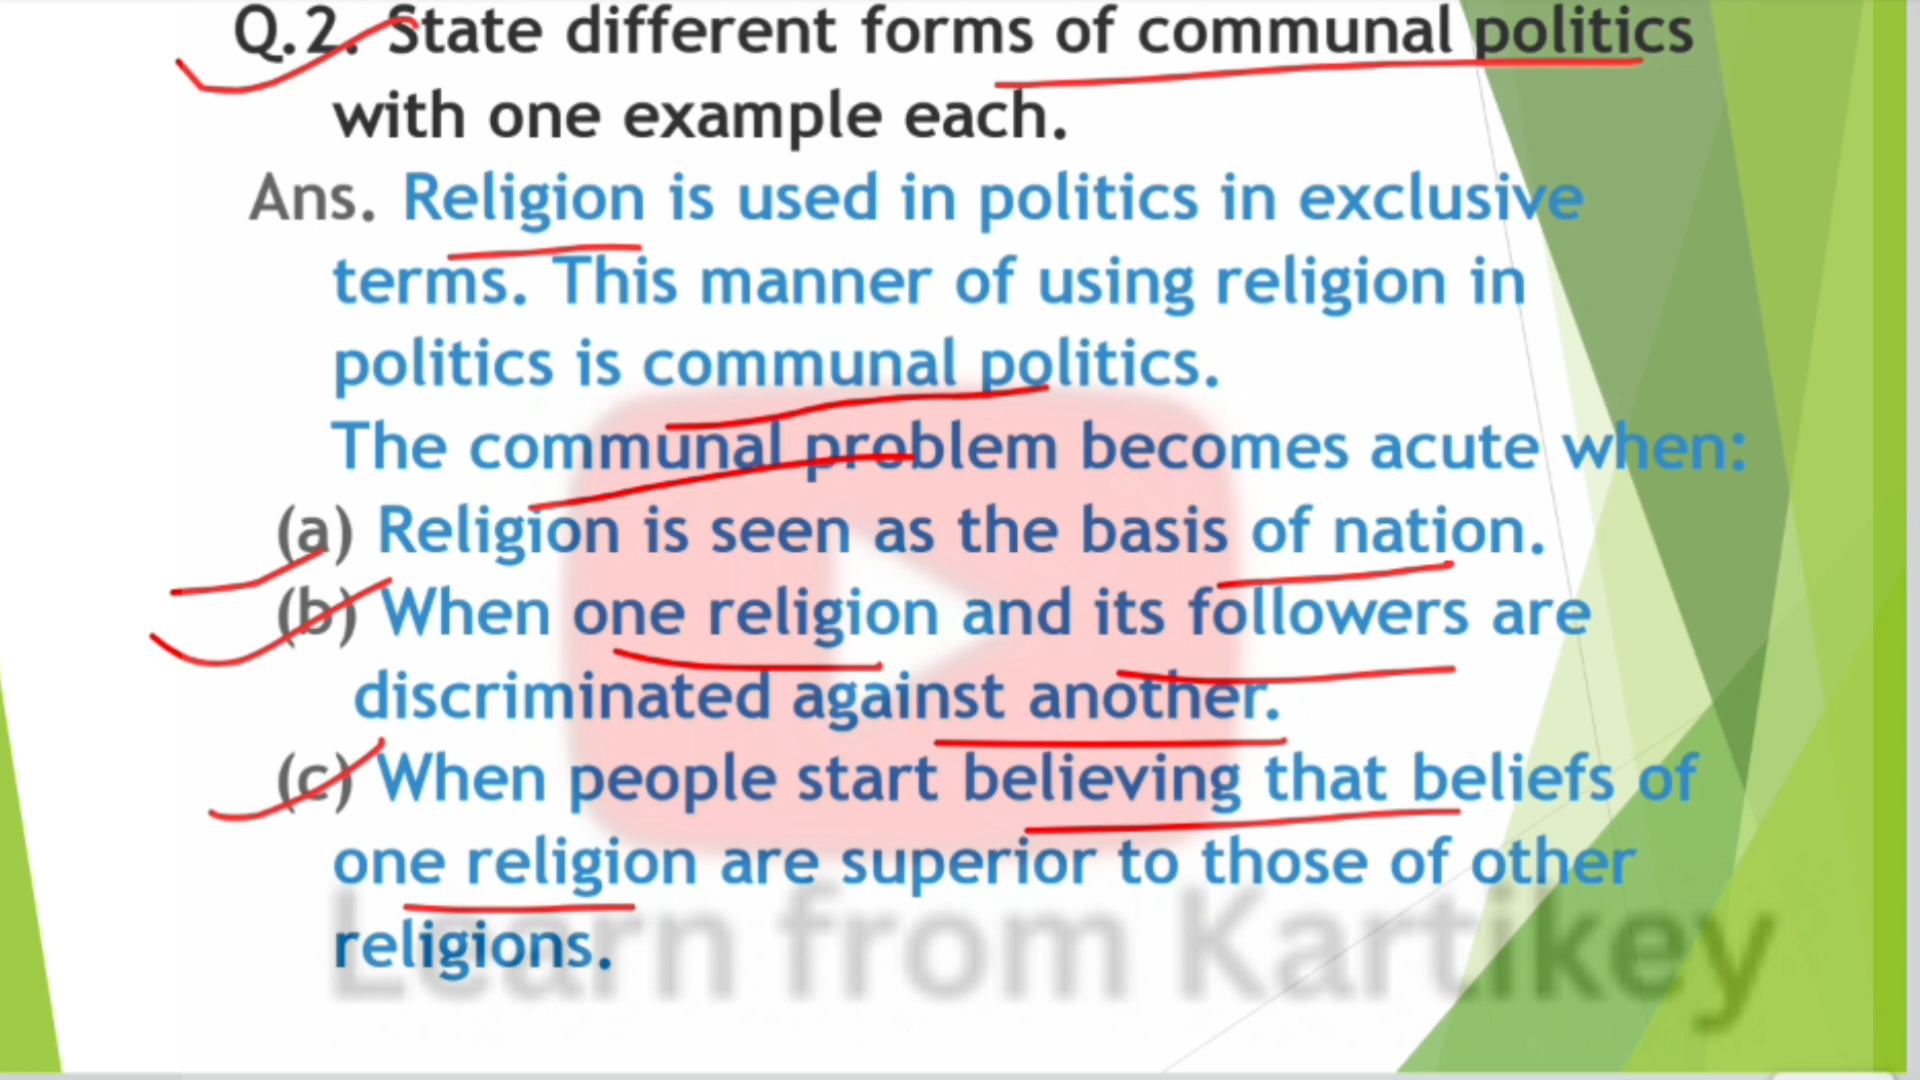 Q.2. State different forms of communal politics
with one example each.
Ans. Religion is used in politics in exclusive
terms. This manner of using religion in
politics is communal politics.
The communal problem becomes acute when:
(a) Religion is seen as the basis of nation.
(b) When one religion and its followers are
discriminated against another.
(c) When people start believing that beliefs of
one religion are superior to those of other
religions.
Learn from Kartikey